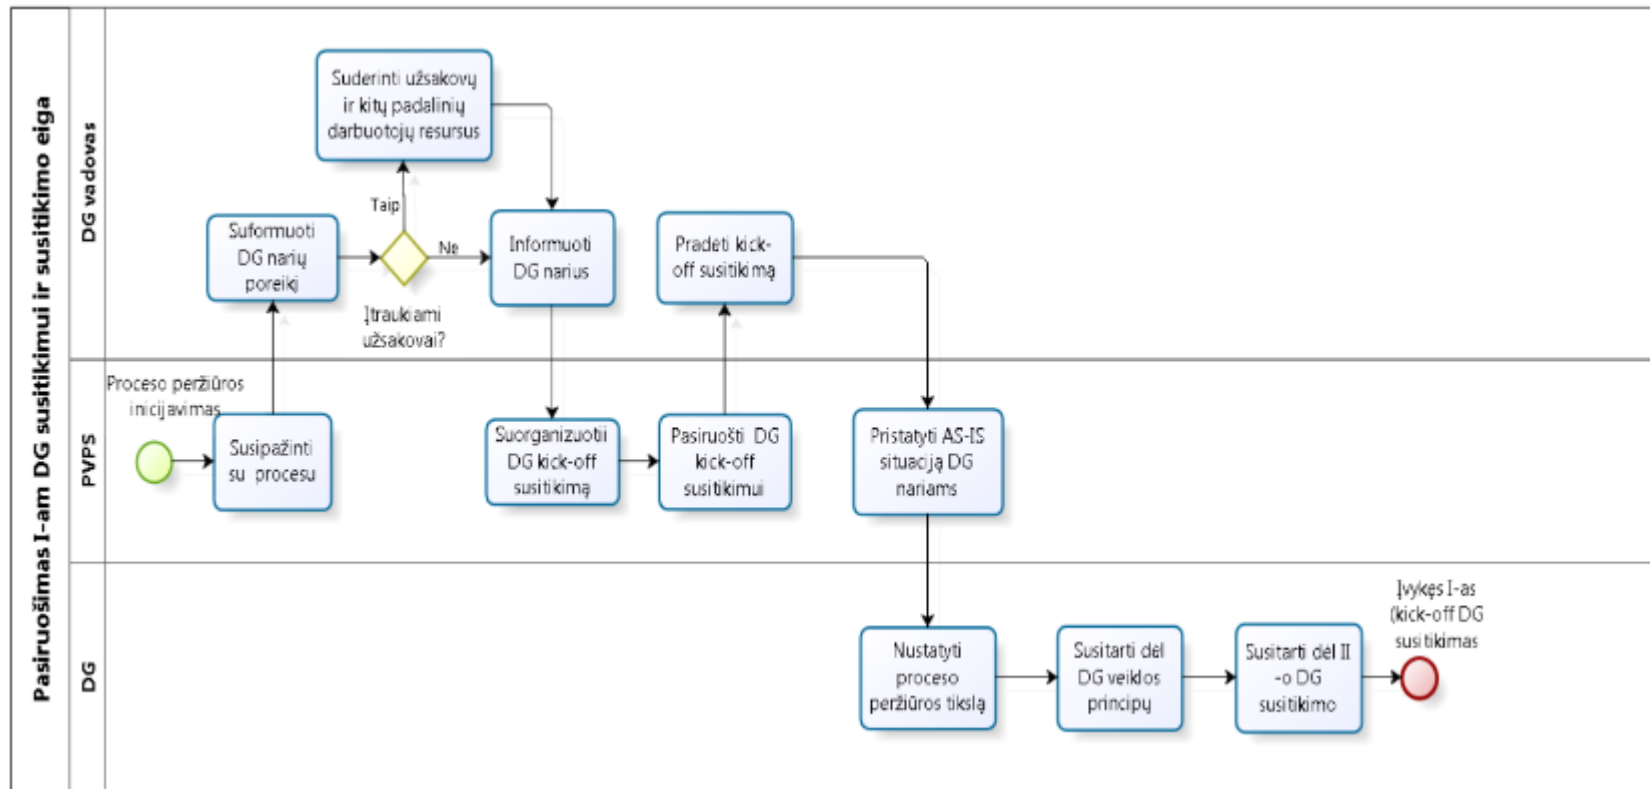 Pasiruošimas I-am DG susitikimui ir susitikimo eiga
DG vadovas
Suderinti užsakovų
ir kitų padalinių
darbuotojų resursus
Taip
Suformuoti
DG narių
poreikį
Ne
Įtraukiami
užsakovai?
Informuoti
DG narius
Pradėti kick-
off susitikimą
PVPS
Proceso peržiūros
inicijavimas
Susipažinti
su procesu
Suorganizuotii
DG kick-off
susitikimą
Pasiruošti DG
kick-off
susitikimui
Pristatyti AS-IS
situaciją DG
nariams
DG
Nustatyti
proceso
peržiūros tikslą
Susitarti dėl
DG veiklos
principų
Susitarti dėl II
-o DG
susitikimo
Įvykęs I-as
(kick-off DG
susitikimas